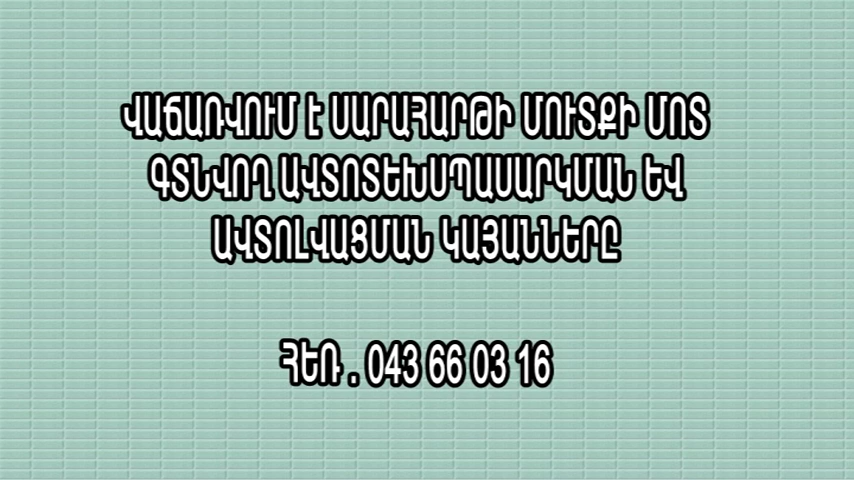 ՎԱՃԱՌՎՈՒՄ Է ՍԱՐԱՀԱՐԹԻ ՄՈՒՏՔԻ ՄՈՏ
ԳՏՆՎՈՂ ԱՎՏՈՏԵԽՍՊԱՍԱՐԿՄԱՆ ԵՎ
ԱՎՏՈԼՎԱՑՄԱՆ ԿԱՅԱՆՆԵՐԸ
ՀԵՌ . 043 66 03 16